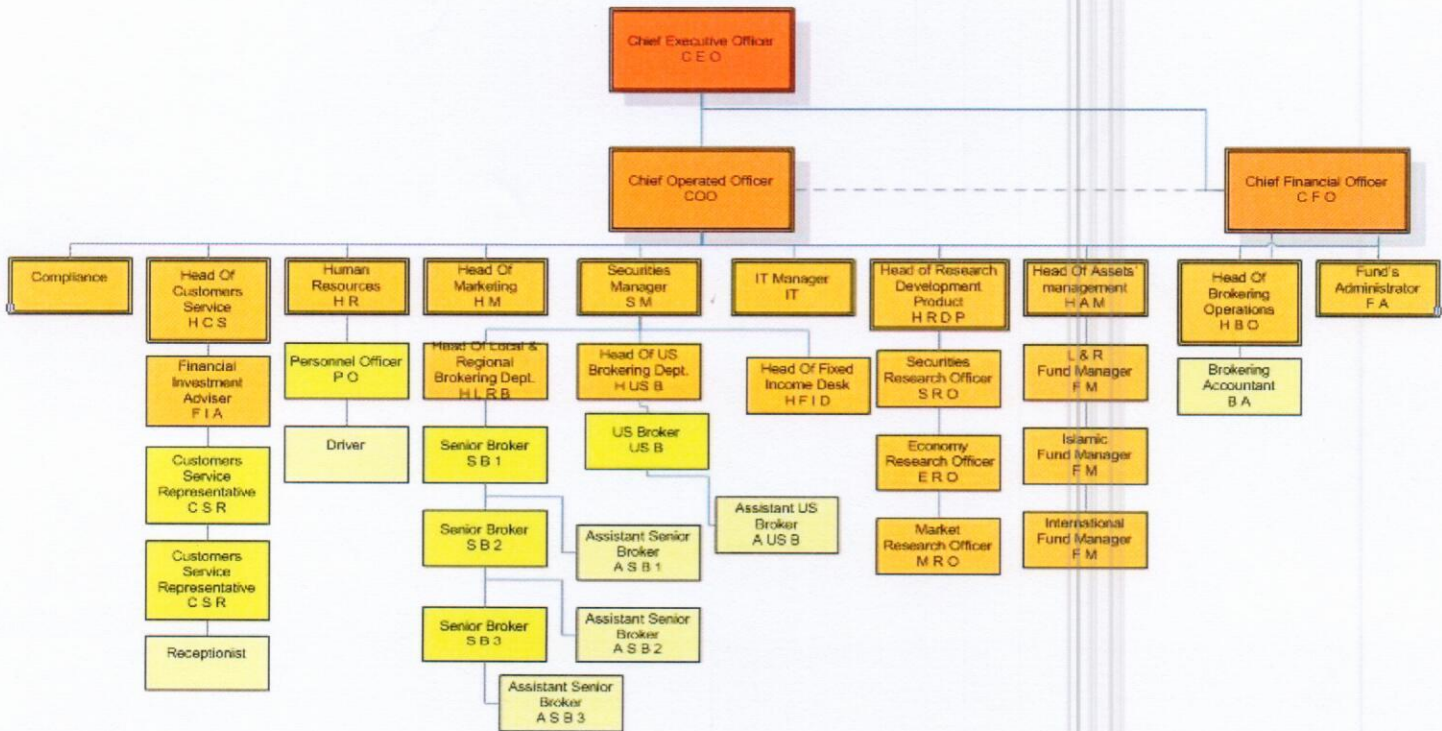 Chief Executive Officer
C E O
Chief Operated Officer
COO
Chief Financial Officer
C F O
Compliance
Head Of
Customers
Service
H C S
Human
Resources
H R
Head Of
Marketing
H M
Securities
Manager
S M
IT Manager
IT
Head of Research
Development
Product
H R D P
Head Of Assets'
management
H A M
Head Of
Brokering
Operations
H B O
Fund's
Administrator
F A
Financial
Investment
Adviser
F I A
Personnel Officer
P O
Head Of Local &
Regional
Brokering Dept.
H L R B
Head Of US
Brokering Dept.
H US B
Head Of Fixed
Income Desk
H F I D
Securities
Research Officer
S R O
L & R
Fund Manager
F M
Brokering
Accountant
B A
Customers
Service
Representative
C S R
Driver
Senior Broker
S B 1
US Broker
US B
Economy
Research Officer
E R O
Islamic
Fund Manager
F M
Customers
Service
Representative
C S R
Senior Broker
S B 2
Assistant Senior
Broker
A S B 1
Assistant US
Broker
A US B
Market
Research Officer
M R O
International
Fund Manager
F M
Receptionist
Senior Broker
S B 3
Assistant Senior
Broker
A S B 2
Assistant Senior
Broker
A S B 3